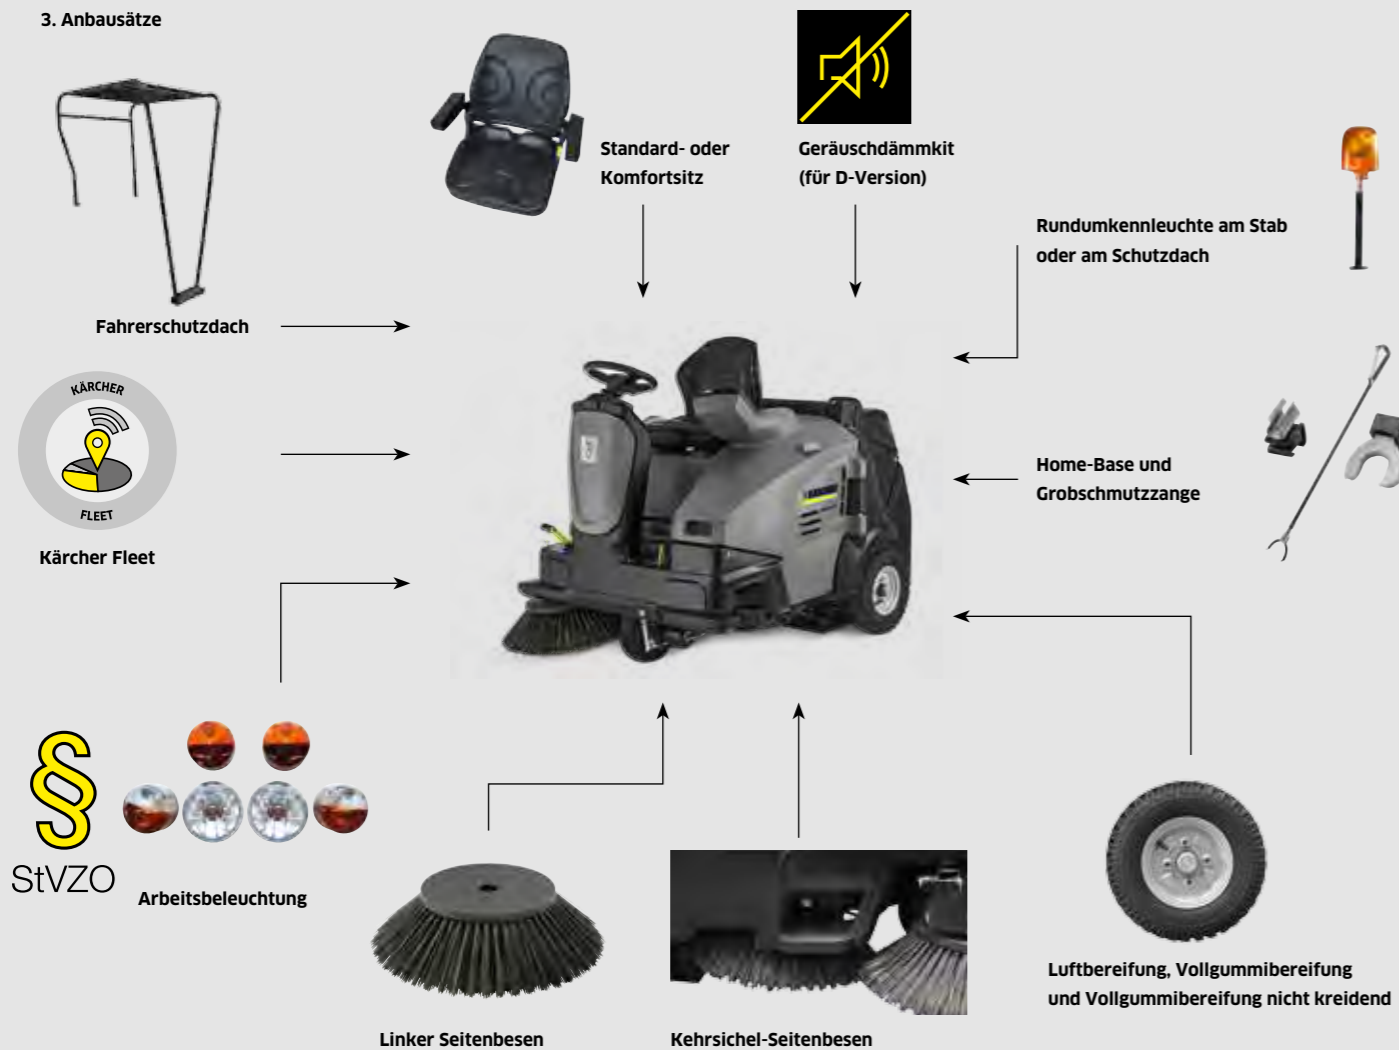 3. Anbausätze
Standard- oder
Komfortsitz
Geräuschdämmkit
(für D-Version)
Rundumkennleuchte am Stab
oder am Schutzdach
Fahrerschutzdach
KÄRCHER
FLEET
Kärcher Fleet
Home-Base und
Grobschmutzzange
§
StVZO
Arbeitsbeleuchtung
Linker Seitenbesen
Kehrsichel-Seitenbesen
Luftbereifung, Vollgummibereifung
und Vollgummibereifung nicht kreidend